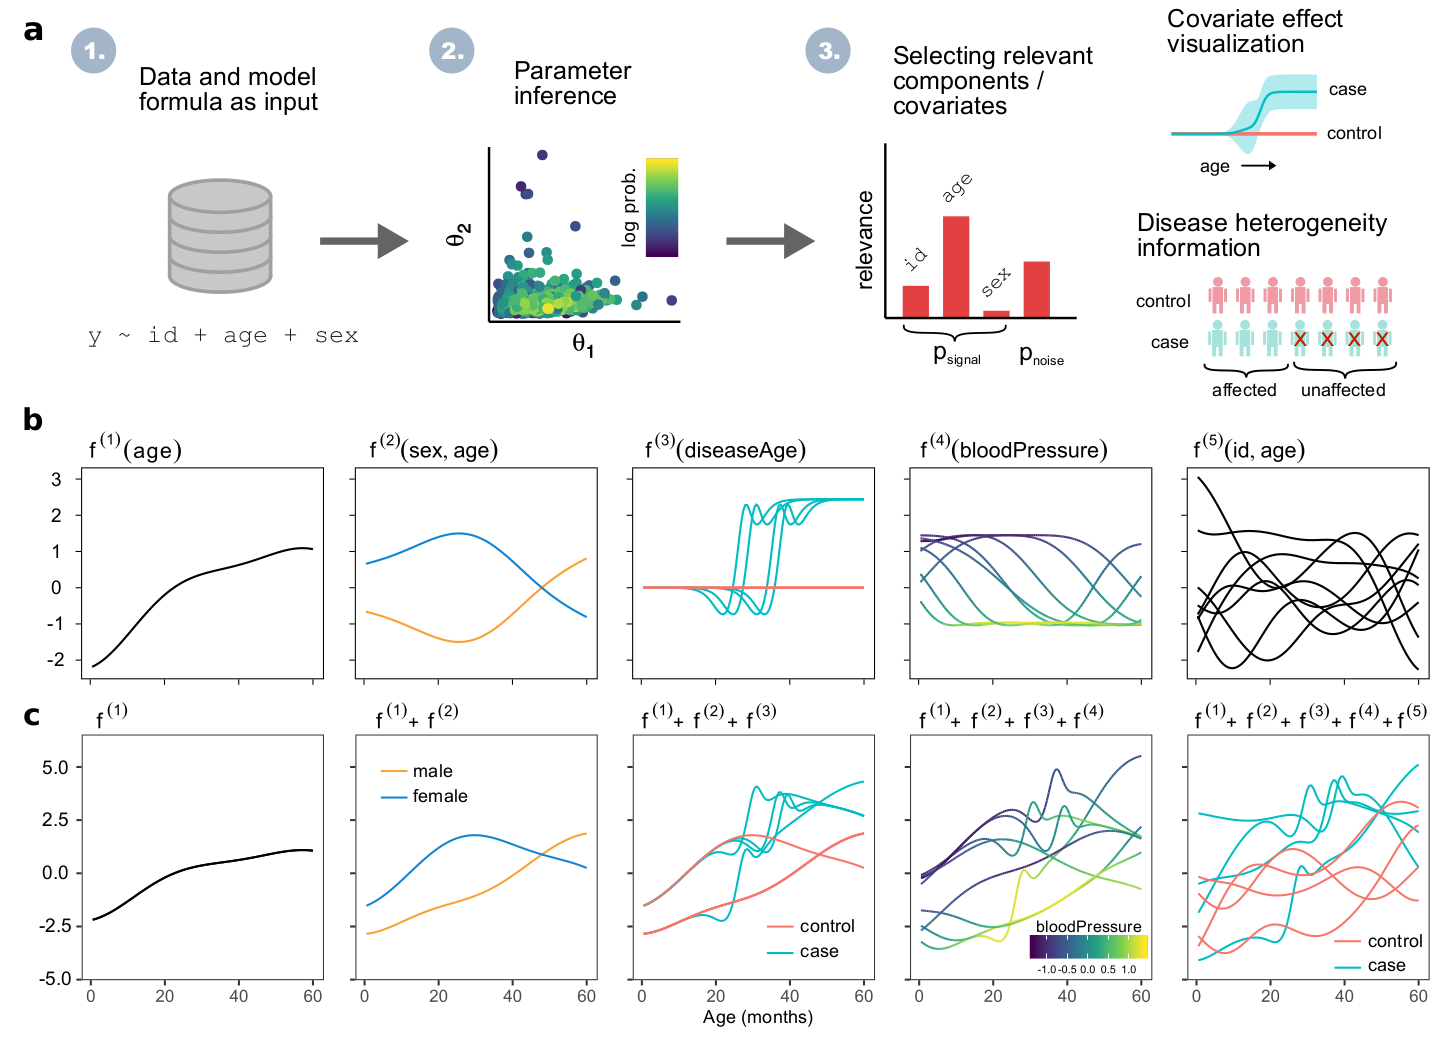 a
1.
Data and model
formula as input
y ~ id + age + sex
2.
Parameter
inference
θ2
log prob.
θ1
3.
Selecting relevant
components /
covariates
relevance
id
age
sex
psignal
pnoise
Covariate effect
visualization
case
control
age
Disease heterogeneity
information
control
case
X X X X
affected
unaffected
b
f(1)(age)
f(2)(sex, age)
f(3)(diseaseAge)
f(4)(bloodPressure)
f(5)(id, age)
3
2
1
0
-1
-2
c
f(1)
f(1)+ f(2)
f(1)+ f(2)+ f(3)
f(1)+ f(2)+ f(3)+ f(4)
f(1)+ f(2)+ f(3)+ f(4)+ f(5)
5.0
2.5
0.0
-2.5
-5.0
male
female
control
case
bloodPressure
-1.0 -0.5 0.0 0.5 1.0
control
case
0 20 40 60
0 20 40 60
0 20 40 60
0 20 40 60
0 20 40 60
Age (months)